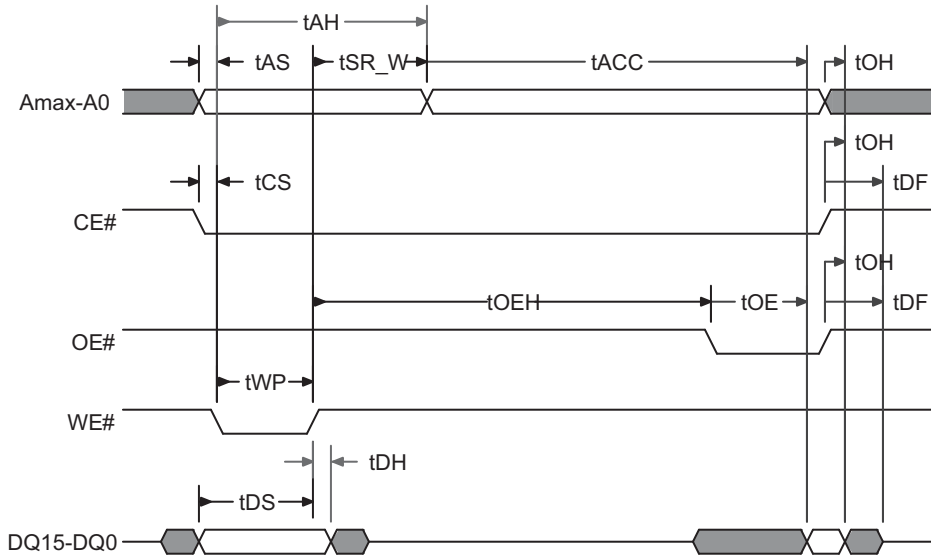 tAH
tAS tSR_W tACC tOH
Amax-A0
tOH
tCS tDF
CE#
tOH
tOEH tOE tDF
OE#
tWP
WE#
tDH
tDS
DQ15-DQ0